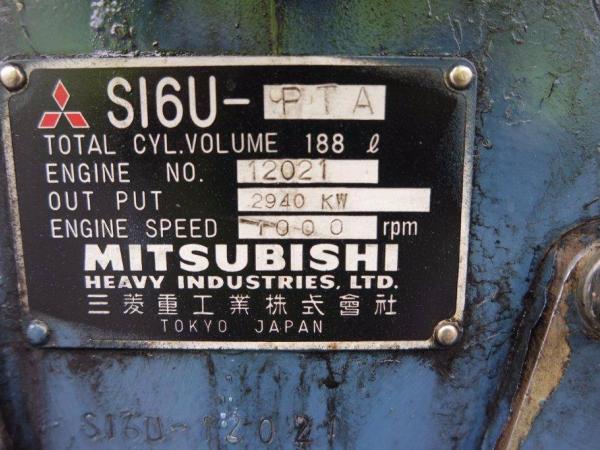 S16U-PTA
TOTAL CYL.VOLUME 188 ℓ
ENGINE NO. 12021
OUT PUT 2940 KW
ENGINE SPEED 1000 rpm
MITSUBISHI
HEAVY INDUSTRIES, LTD.
三菱重工業株式會社
TOKYO JAPAN
S16U-12021